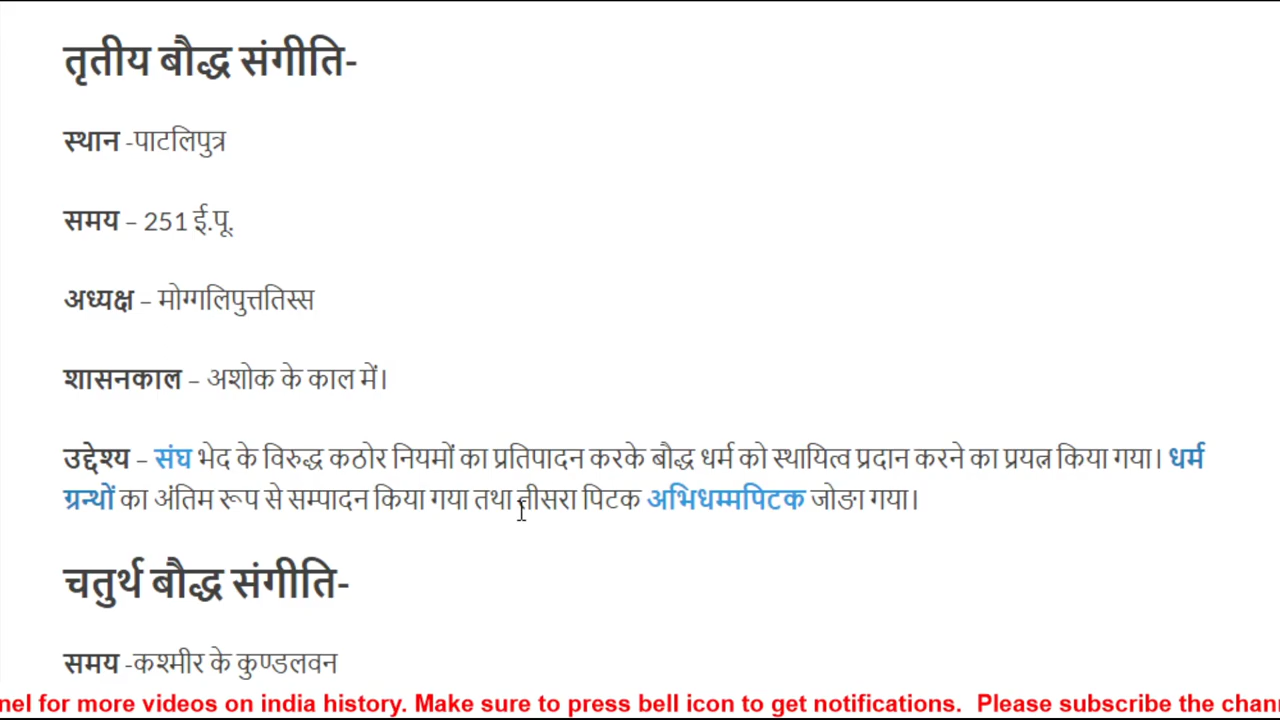 तृतीय बौद्ध संगीति-
स्थान -पाटलिपुत्र
समय – 251 ई.पू.
अध्यक्ष – मोग्गलिपुत्ततिस्स
शासनकाल – अशोक के काल में।
उद्देश्य – संघ भेद के विरुद्ध कठोर नियमों का प्रतिपादन करके बौद्ध धर्म को स्थायित्व प्रदान करने का प्रयत्न किया गया। धर्म
ग्रन्थों का अंतिम रूप से सम्पादन किया गया तथा तीसरा पिटक अभिधम्मपिटक जोङा गया।
चतुर्थ बौद्ध संगीति-
समय -कश्मीर के कुण्डलवन
nel for more videos on india history. Make sure to press bell icon to get notifications. Please subscribe the chan